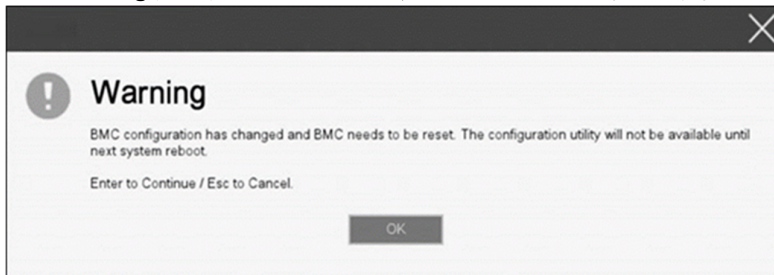 Warning
BMC configuration has changed and BMC needs to be reset. The configuration utility will not be available until
next system reboot.
Enter to Continue / Esc to Cancel.
OK